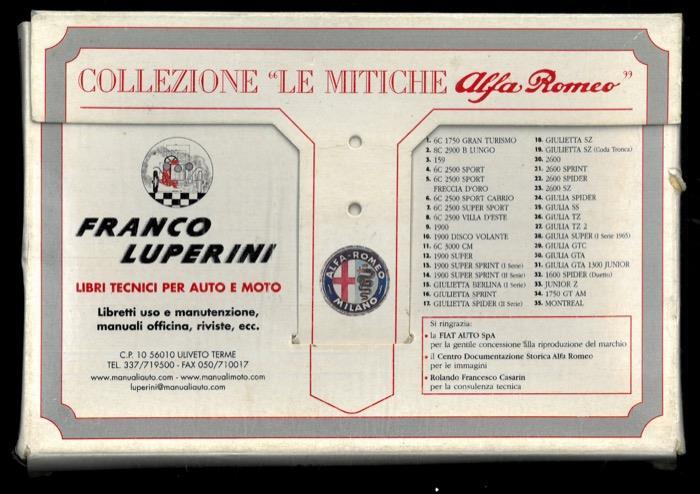 COLLEZIONE "LE MITICHE Alfa Romeo"
FRANCO
LUPERINI
LIBRI TECNICI PER AUTO E MOTO
Libretti uso e manutenzione,
manuali officina, riviste, ecc.
C.P. 10 56010 ULIVETO TERME
TEL. 337/719500 - FAX 050/710017
www.manualiauto.com - www.manualimoto.com
luperini@manualiauto.com
ALFA-ROMEO
MILANO
1. 6C 1750 GRAN TURISMO
2. 8C 2900 B LUNGO
3. 159
4. 6C 2500 SPORT
5. 6C 2500 SPORT
FRECCIA D'ORO
6. 6C 2500 SPORT CABRIO
7. 6C 2500 SUPER SPORT
8. 6C 2500 VILLA D'ESTE
9. 1900
10. 1900 DISCO VOLANTE
11. 6C 3000 CM
12. 1900 SUPER
13. 1900 SUPER SPRINT (I Serie)
14. 1900 SUPER SPRINT (II Serie)
15. GIULIETTA BERLINA (I Serie)
16. GIULIETTA SPRINT
17. GIULIETTA SPIDER (II Serie)
18. GIULIETTA SZ
19. GIULIETTA SZ (Coda Tronca)
20. 2600
21. 2600 SPRINT
22. 2600 SPIDER
23. 2600 SZ
24. GIULIA SPIDER
25. GIULIA SS
26. GIULIA TZ
27. GIULIA TZ 2
28. GIULIA SUPER (I Serie 1965)
29. GIULIA GTC
30. GIULIA GTA
31. GIULIA GTA 1300 JUNIOR
32. 1600 SPIDER (Duetto)
33. JUNIOR Z
34. 1750 GT AM
35. MONTREAL
Si ringrazia:
• la FIAT AUTO SpA
per la gentile concessione alla riproduzione del marchio
• il Centro Documentazione Storica Alfa Romeo
per le immagini
• Rolando Francesco Casarin
per la consulenza tecnica